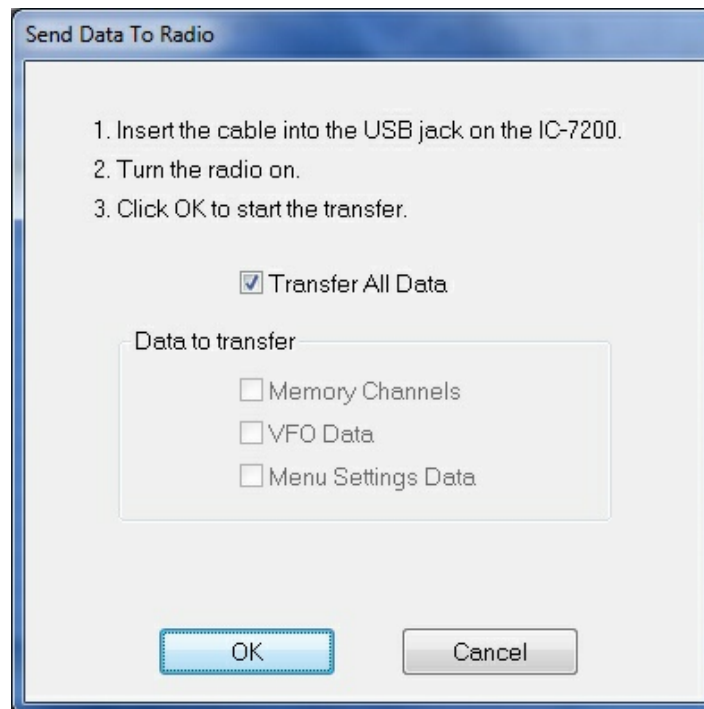 Send Data To Radio
1. Insert the cable into the USB jack on the IC-7200.
2. Turn the radio on.
3. Click OK to start the transfer.
Transfer All Data
Data to transfer
Memory Channels
VFO Data
Menu Settings Data
OK
Cancel